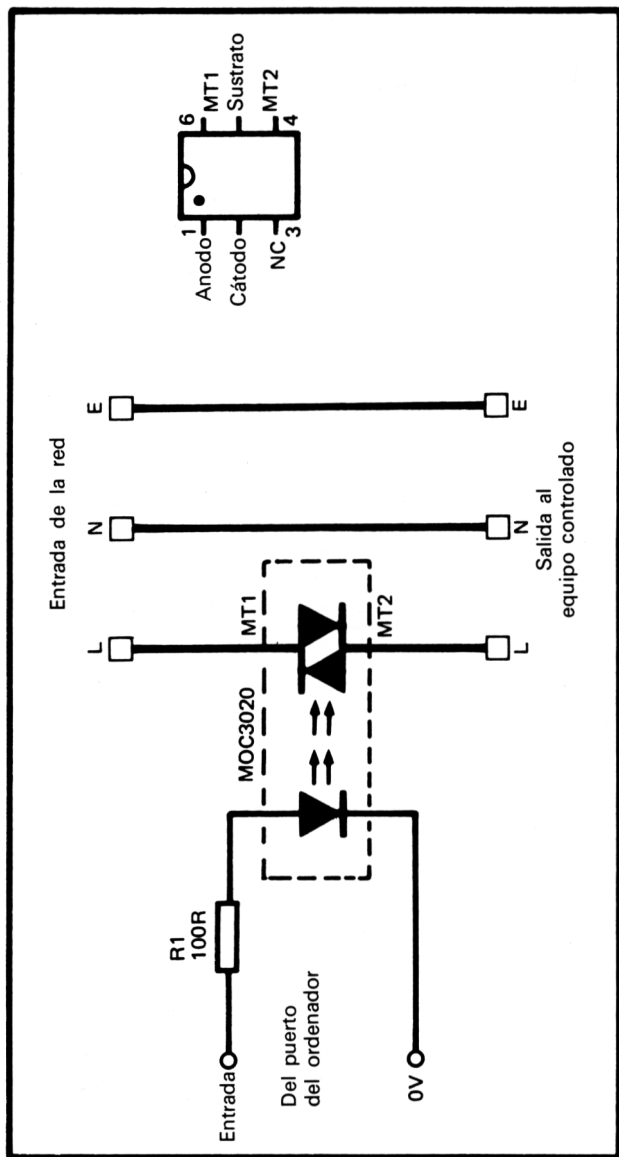 Entrada
R1
100R
Del puerto
del ordenador
0V
MOC3020
MT1
MT2
Entrada de la red
L
N
E
L
N
E
Salida al
equipo controlado
1
Anodo
Cátodo
NC
3
6
MT1
Sustrato
MT2
4